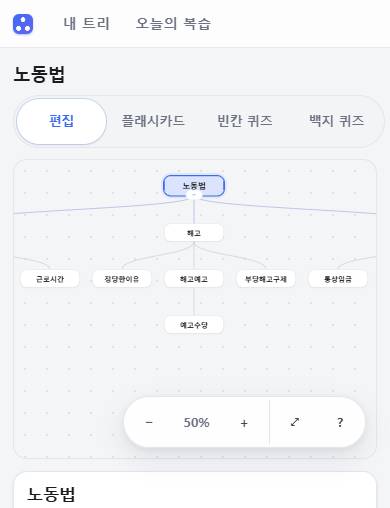 내 트리 오늘의 복습
노동법
편집 플래시카드 빈칸 퀴즈 백지 퀴즈
노동법
해고
근로시간 정당한이유 해고예고 부당해고구제 통상임금
예고수당
− 50% + ⤢ ?
노동법